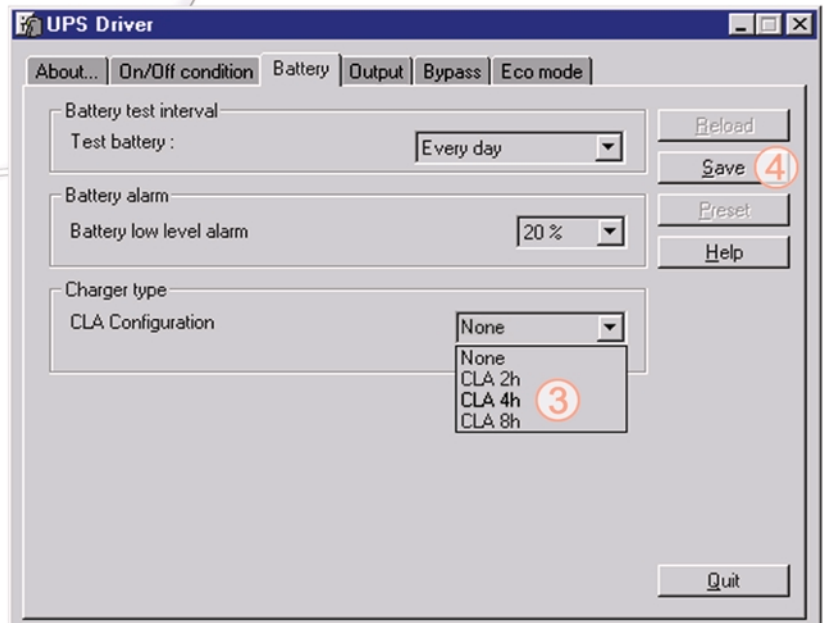 UPS Driver
About... On/Off condition Battery Output Bypass Eco mode
Battery test interval
Test battery : Every day
Reload
Save 4
Battery alarm
Battery low level alarm 20 %
Preset
Help
Charger type
CLA Configuration None
None
CLA 2h
CLA 4h 3
CLA 8h
Quit